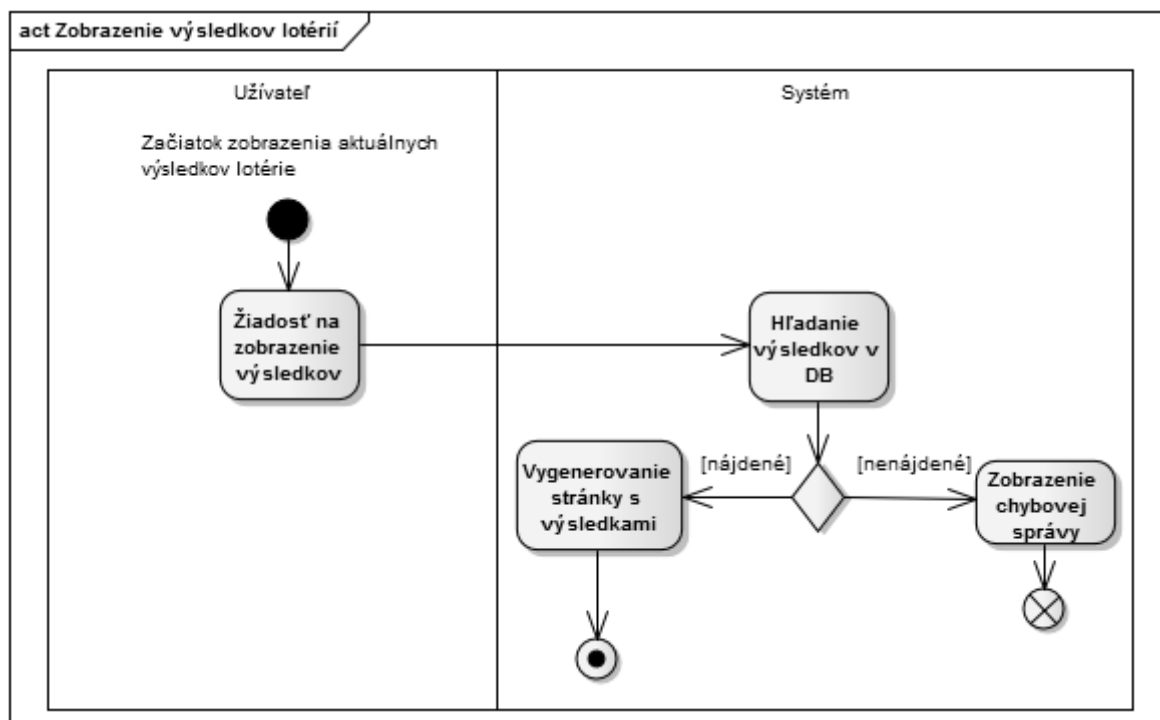 act Zobrazenie výsledkov lotérií
Užívateľ
Systém
Začiatok zobrazenia aktuálnych
výsledkov lotérie
Žiadosť na
zobrazenie
výsledkov
Hľadanie
výsledkov v
DB
[nájdené]
[nenájdené]
Vygenerovanie
stránky s
výsledkami
Zobrazenie
chybovej
správy